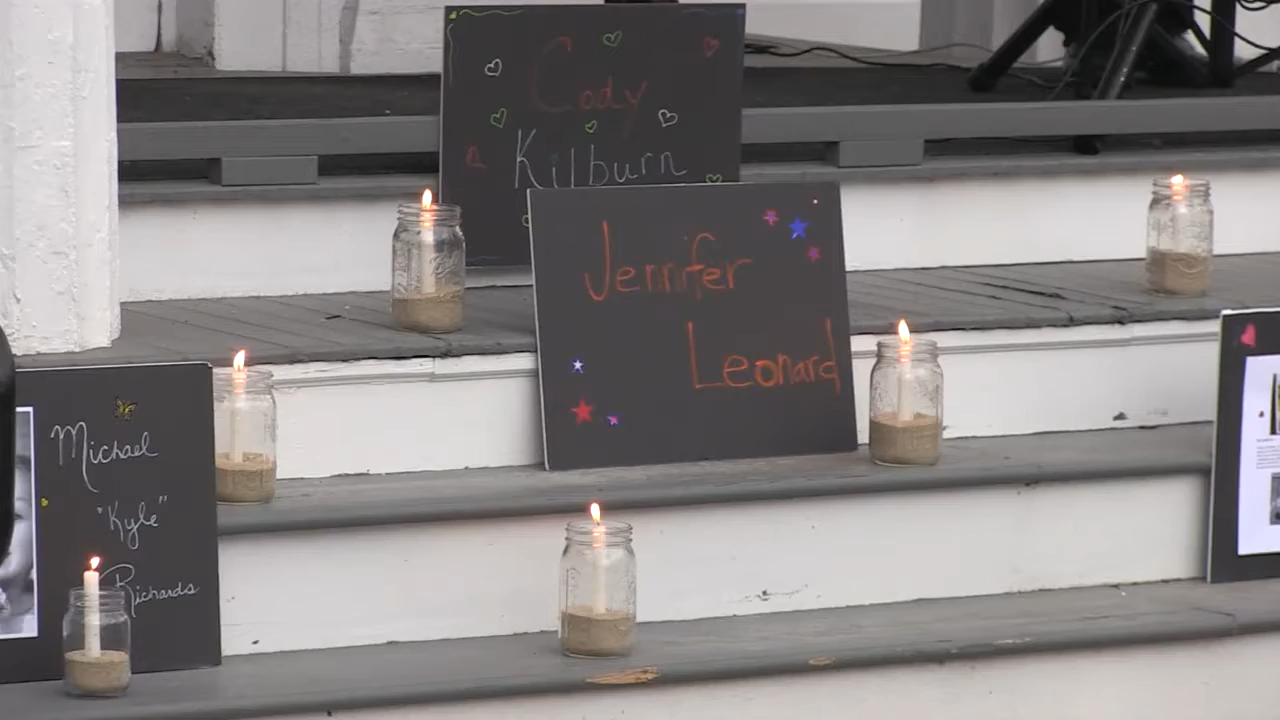 Cody
Kilburn
Jennifer
Leonard
Michael
"Kyle"
Richards